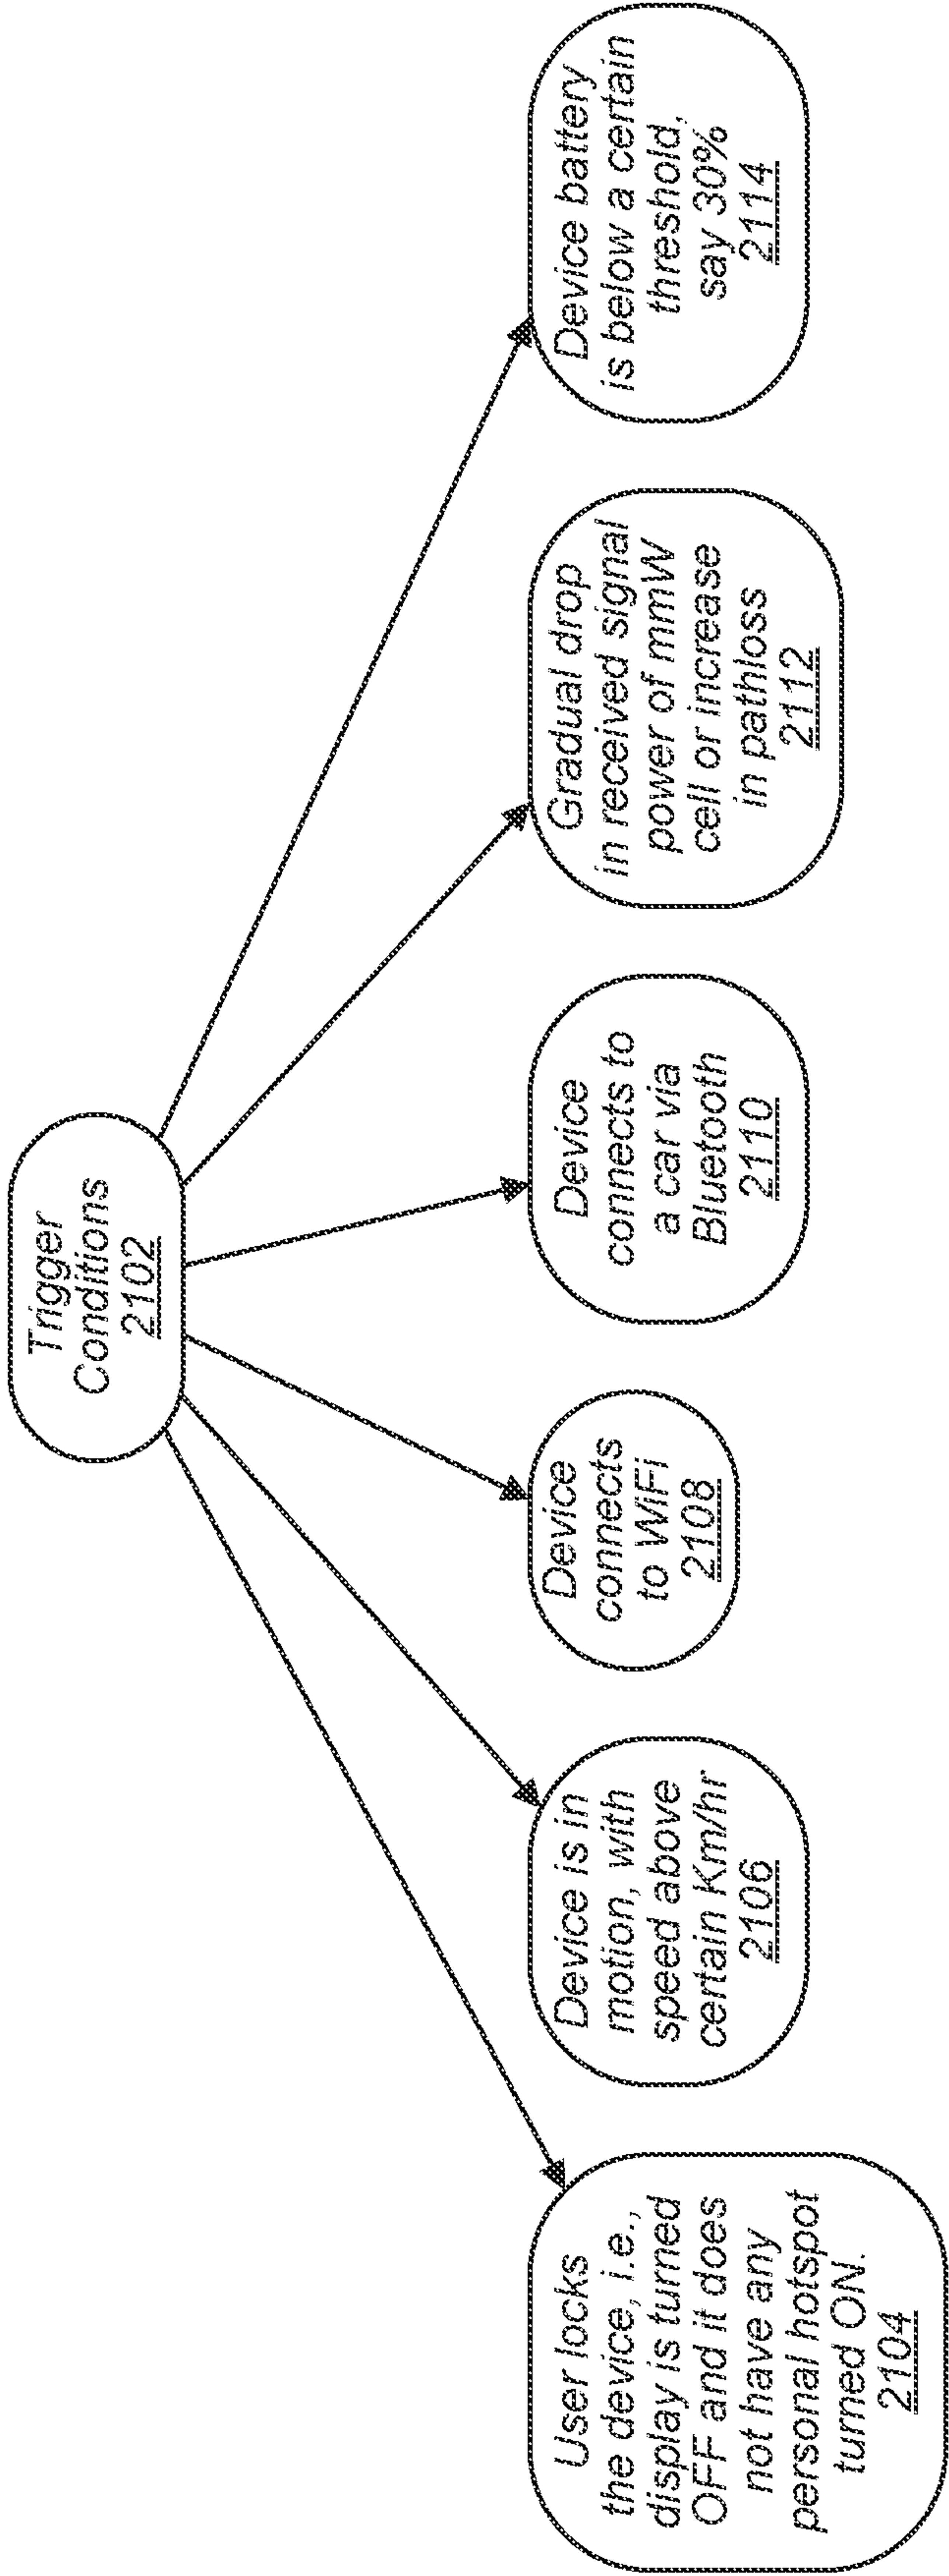 Trigger
Conditions
2102
User locks
the device, i.e.,
display is turned
OFF and it does
not have any
personal hotspot
turned ON.
2104
Device is in
motion, with
speed above
certain Km/hr
2106
Device
connects
to WiFi
2108
Device
connects to
a car via
Bluetooth
2110
Gradual drop
in received signal
power of mmW
cell or increase
in pathloss
2112
Device battery
is below a certain
threshold,
say 30%
2114